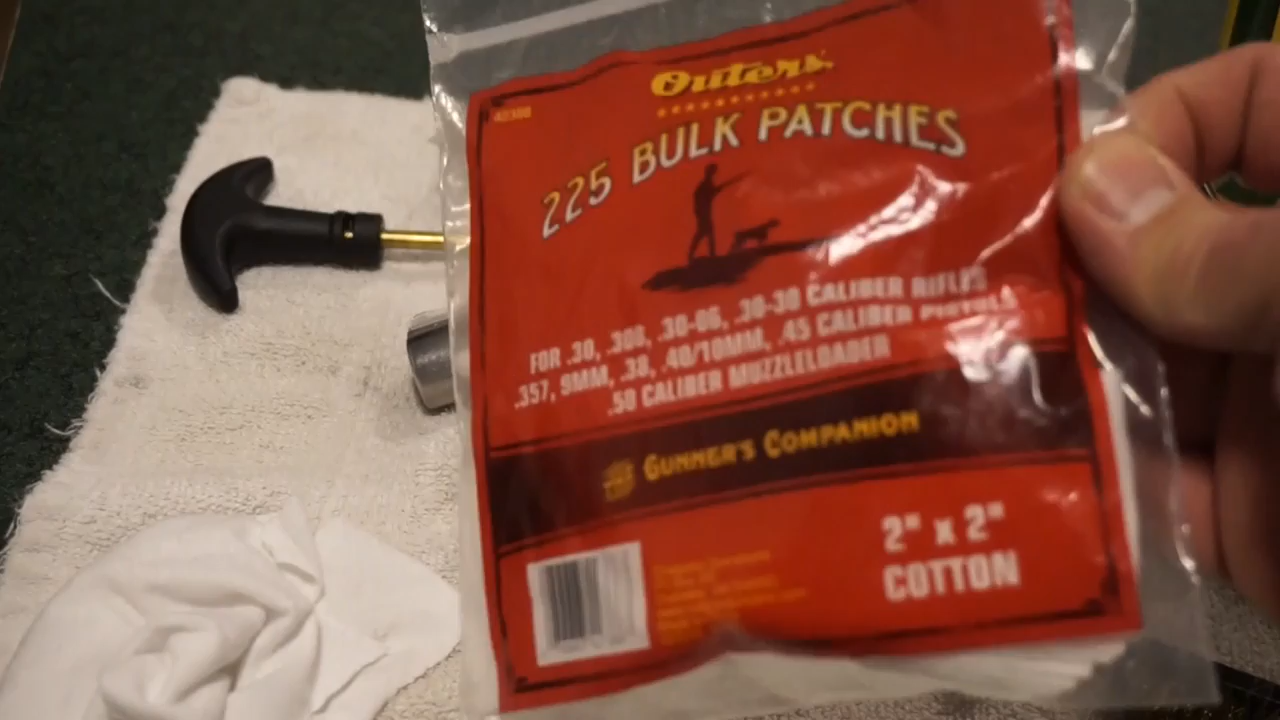 Outers
225 BULK PATCHES
FOR .30, .308, .30-06, .30-30 CALIBER RIFLES
.357, 9MM, .38, .40/10MM, .45 CALIBER PISTOLS
.50 CALIBER MUZZLELOADER
GUNNER'S COMPANION
2" x 2"
COTTON